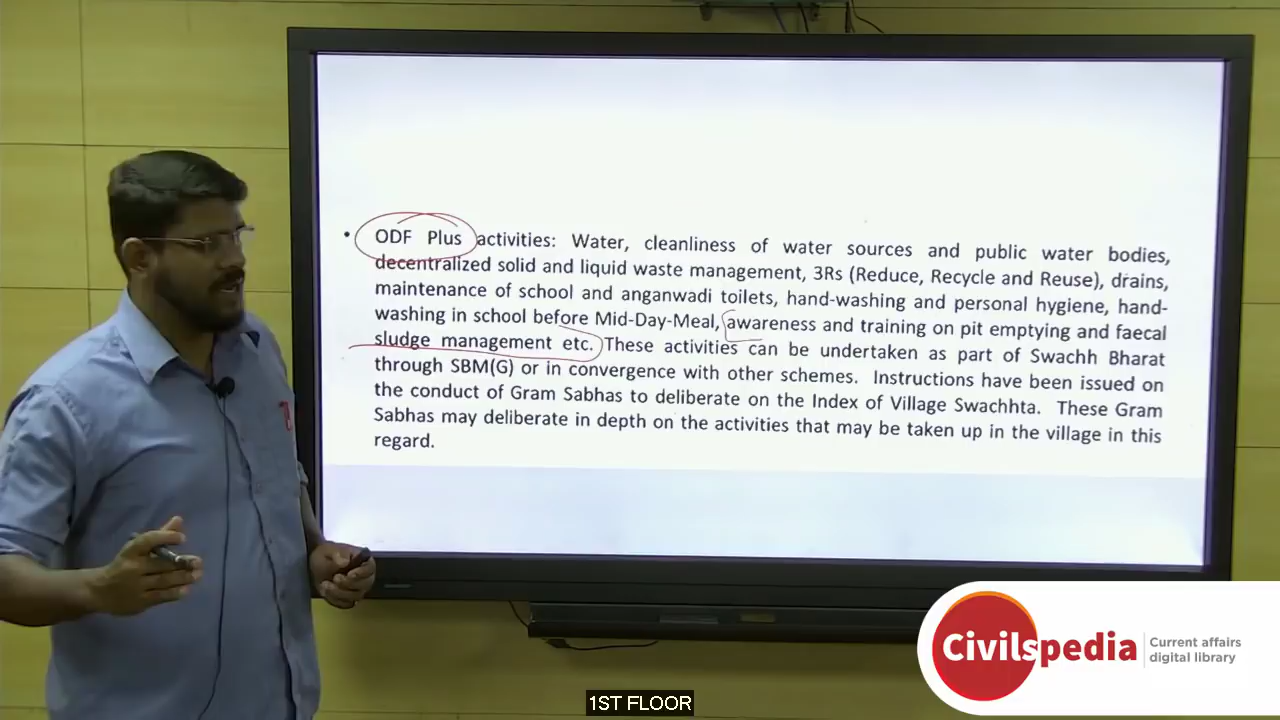 • ODF Plus activities: Water, cleanliness of water sources and public water bodies,
decentralized solid and liquid waste management, 3Rs (Reduce, Recycle and Reuse), drains,
maintenance of school and anganwadi toilets, hand-washing and personal hygiene, hand-
washing in school before Mid-Day-Meal, awareness and training on pit emptying and faecal
sludge management etc. These activities can be undertaken as part of Swachh Bharat
through SBM(G) or in convergence with other schemes. Instructions have been issued on
the conduct of Gram Sabhas to deliberate on the Index of Village Swachhta. These Gram
Sabhas may deliberate in depth on the activities that may be taken up in the village in this
regard.
Civilspedia
Current affairs
digital library
1ST FLOOR